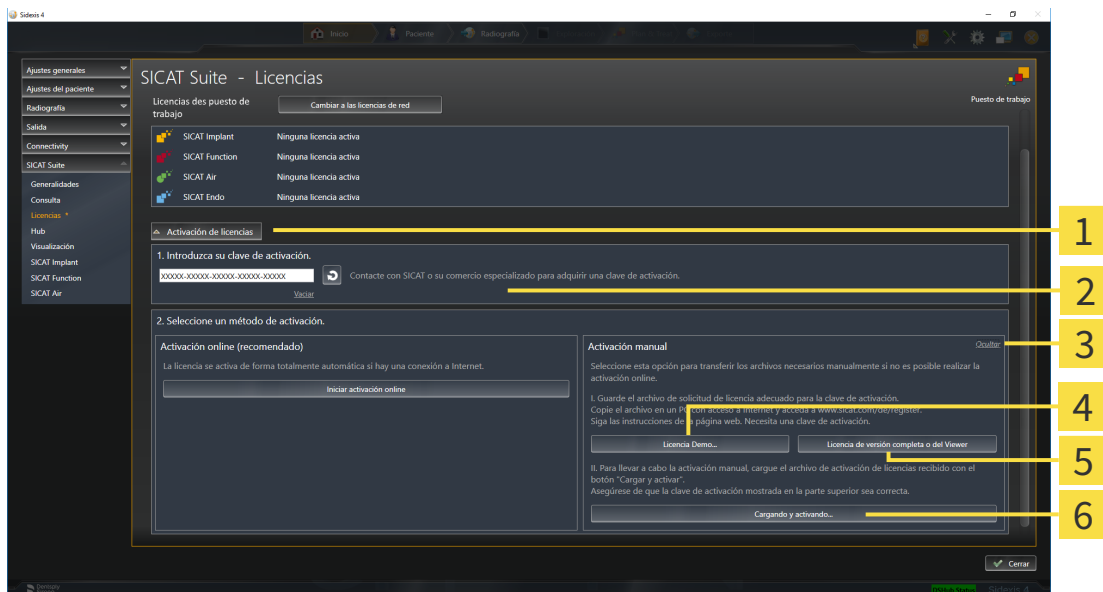 Sidexis 4
Inicio
Paciente
Radiografía
Ajustes generales
Ajustes del paciente
Radiografía
Salida
Connectivity
SICAT Suite
Generalidades
Consulta
Licencias *
Hub
Visualización
SICAT Implant
SICAT Function
SICAT Air
SICAT Suite - Licencias
Puesto de trabajo
Licencias des puesto de
trabajo
Cambiar a las licencias de red
SICAT Implant Ninguna licencia activa
SICAT Function Ninguna licencia activa
SICAT Air Ninguna licencia activa
SICAT Endo Ninguna licencia activa
Activación de licencias
1. Introduzca su clave de activación.
XXXXX-XXXXX-XXXXX-XXXXX-XXXXX
Contacte con SICAT o su comercio especializado para adquirir una clave de activación.
Vaciar
2. Seleccione un método de activación.
Activación online (recomendado)
La licencia se activa de forma totalmente automática si hay una conexión a Internet.
Iniciar activación online
Activación manual
Ocultar
Seleccione esta opción para transferir los archivos necesarios manualmente si no es posible realizar la
activación online.
I. Guarde el archivo de solicitud de licencia adecuado para la clave de activación.
Copie el archivo en un PC con acceso a Internet y acceda a www.sicat.com/de/register.
Siga las instrucciones de la página web. Necesita una clave de activación.
Licencia Demo...
Licencia de versión completa o del Viewer
II. Para llevar a cabo la activación manual, cargue el archivo de activación de licencias recibido con el
botón "Cargar y activar".
Asegúrese de que la clave de activación mostrada en la parte superior sea correcta.
Cargando y activando...
Cerrar
Sidexis 4
1
2
3
4
5
6